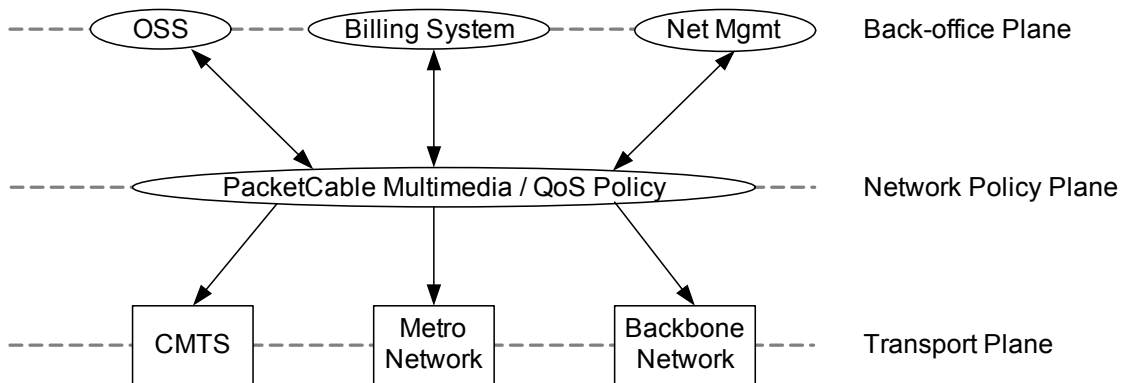 OSS
Billing System
Net Mgmt
Back-office Plane
PacketCable Multimedia / QoS Policy
Network Policy Plane
CMTS
Metro
Network
Backbone
Network
Transport Plane